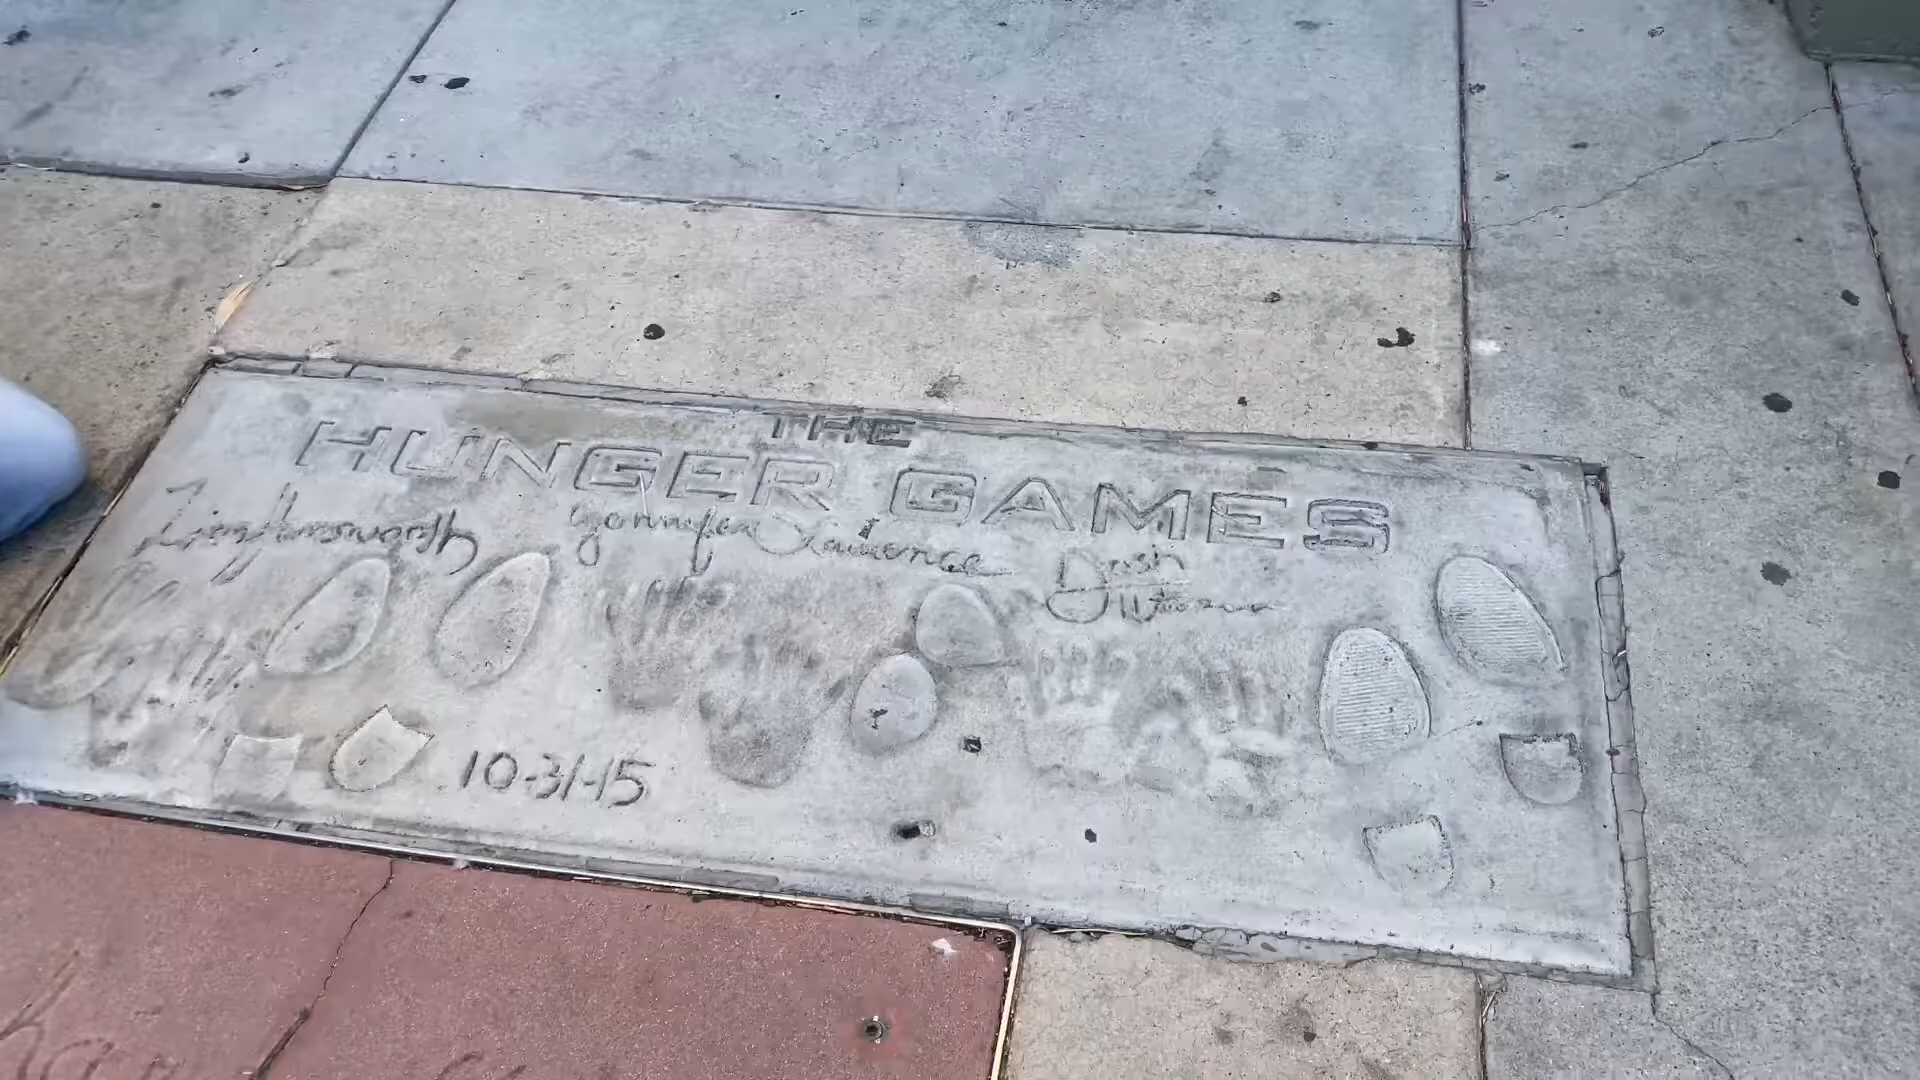 THE
HUNGER GAMES
Liam Hemsworth
Jennifer Lawrence
Josh
Hutcherson
10-31-15